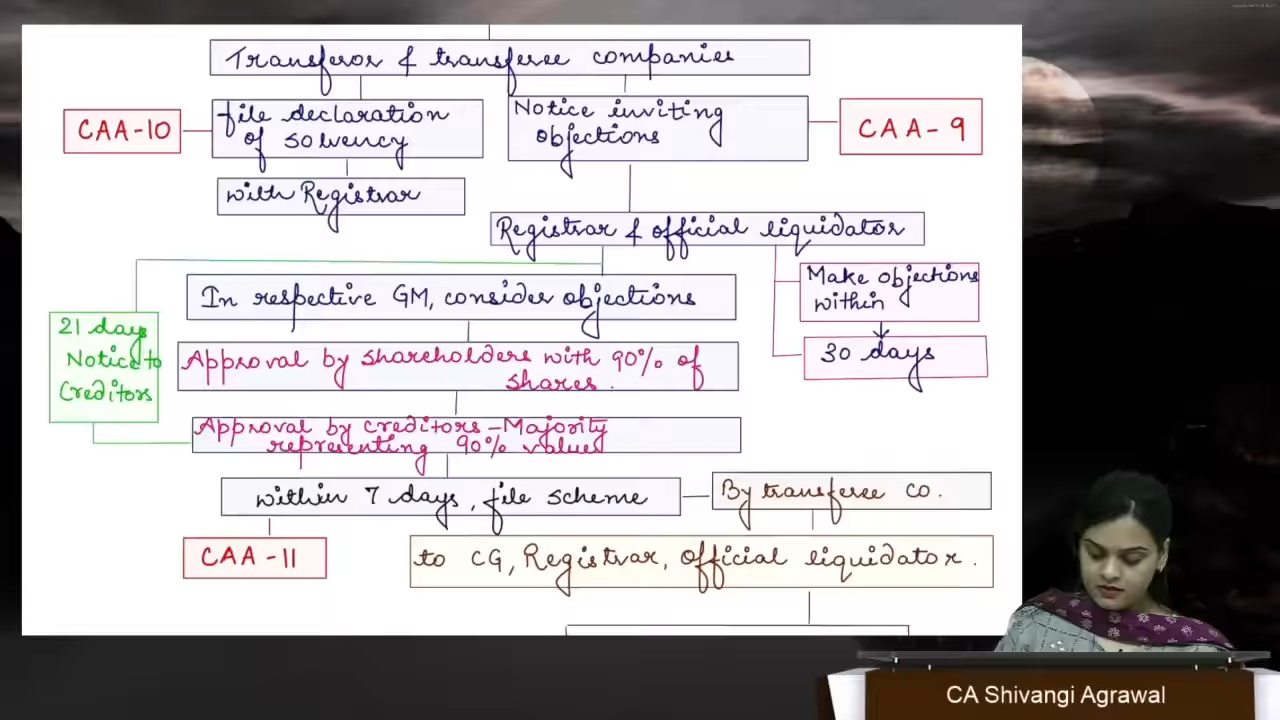 Transferor & transferee companies
CAA-10
file declaration
of solvency
Notice inviting
objections
CAA-9
with Registrar
Registrar & official liquidator
In respective GM, consider objections
Make objections
within
30 days
21 days
Notice to
Creditors
Approval by shareholders with 90% of
shares.
Approval by creditors - Majority
representing 90% values
within 7 days, file scheme
By transferee co.
CAA-11
to CG, Registrar, official liquidator.
CA Shivangi Agrawal